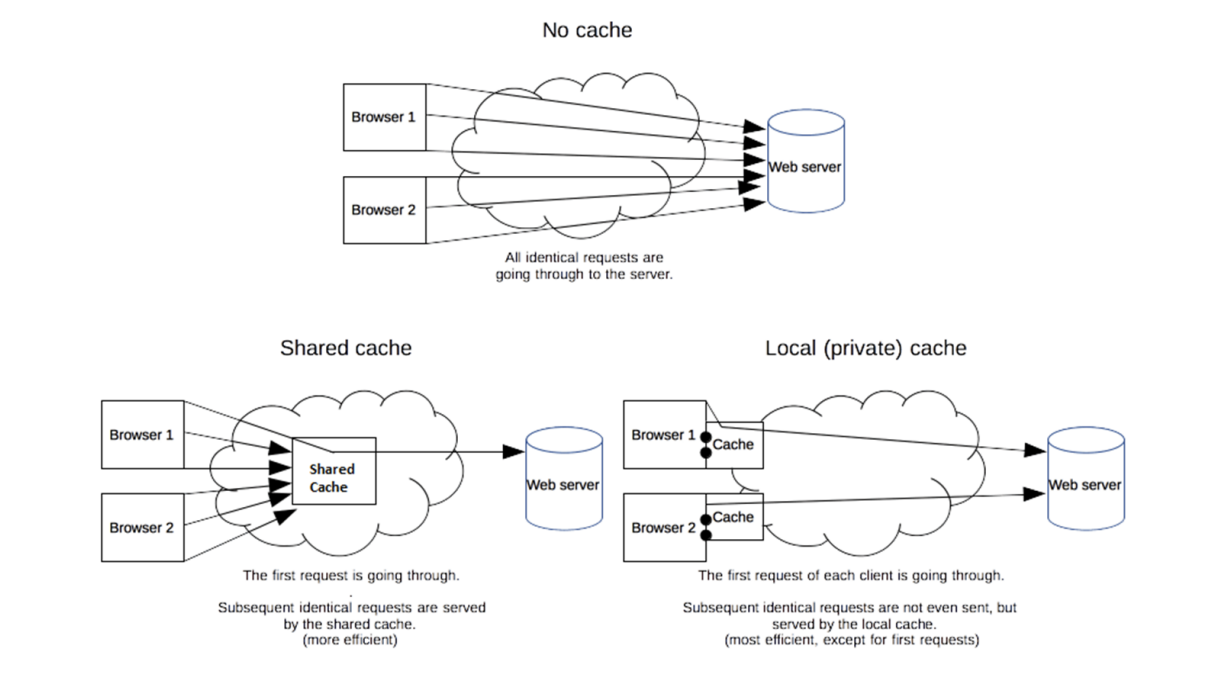 No cache
Browser 1
Browser 2
Web server
All identical requests are
going through to the server.
Shared cache
Browser 1
Browser 2
Shared
Cache
Web server
The first request is going through.
.
Subsequent identical requests are served
by the shared cache.
(more efficient)
Local (private) cache
Browser 1
Cache
Browser 2
Cache
Web server
The first request of each client is going through.
Subsequent identical requests are not even sent, but
served by the local cache.
(most efficient, except for first requests)